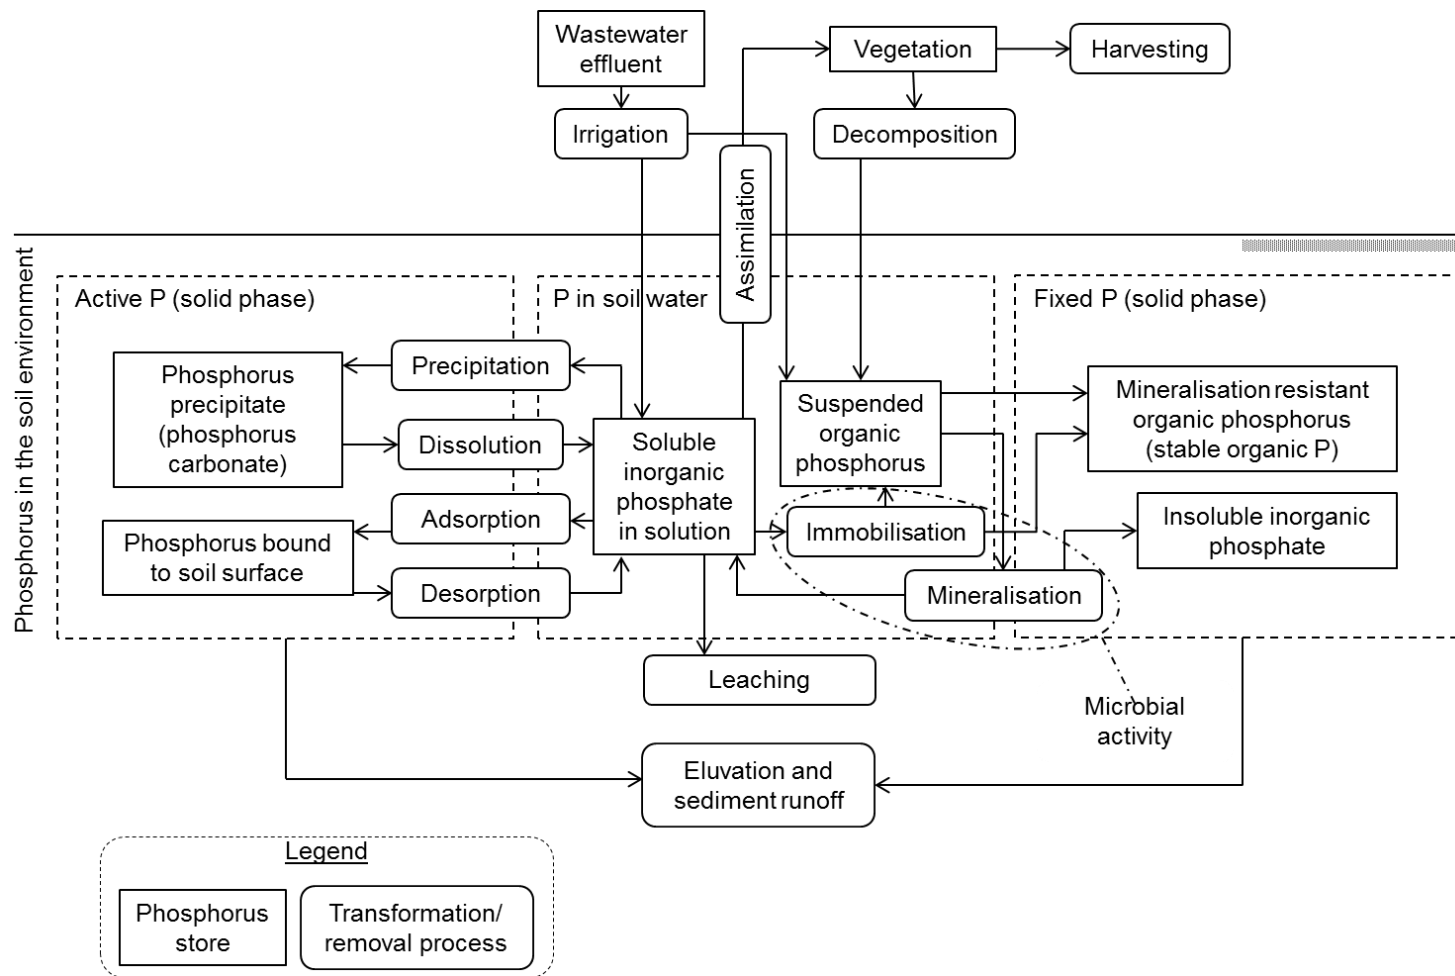 Wastewater
effluent
Vegetation
Harvesting
Irrigation
Decomposition
Assimilation
Phosphorus in the soil environment
Active P (solid phase)
P in soil water
Fixed P (solid phase)
Precipitation
Phosphorus
precipitate
(phosphorus
carbonate)
Dissolution
Soluble
inorganic
phosphate
in solution
Suspended
organic
phosphorus
Mineralisation resistant
organic phosphorus
(stable organic P)
Adsorption
Phosphorus bound
to soil surface
Desorption
Immobilisation
Insoluble inorganic
phosphate
Mineralisation
Leaching
Microbial
activity
Eluvation and
sediment runoff
Legend
Phosphorus
store
Transformation/
removal process